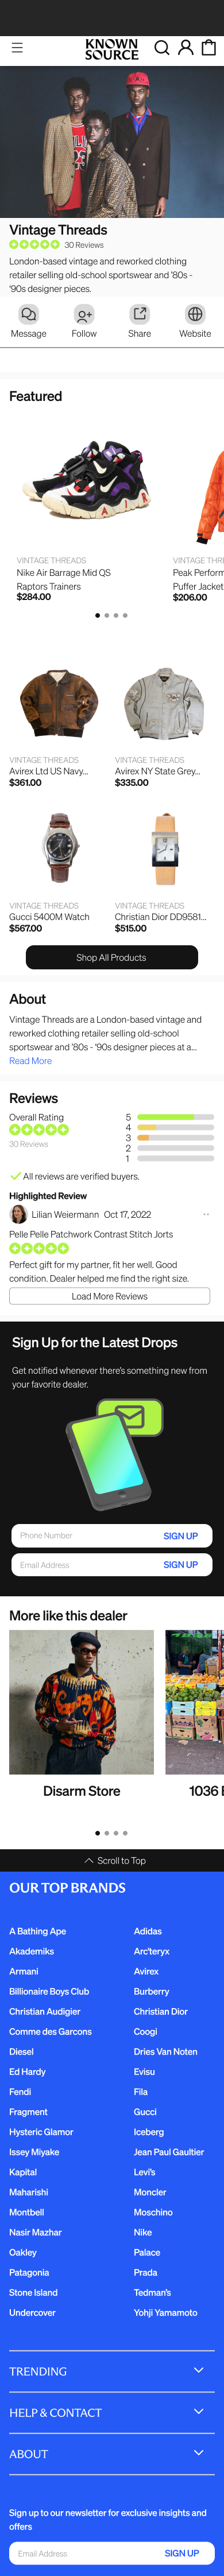 KNOWN
SOURCE
Vintage Threads
30 Reviews
London-based vintage and reworked clothing
retailer selling old-school sportswear and '80s -
'90s designer pieces.
Message Follow Share Website
Featured
VINTAGE THREADS
Nike Air Barrage Mid QS
Raptors Trainers
$284.00
VINTAGE THRE
Peak Perform
Puffer Jacket
$206.00
VINTAGE THREADS
Avirex Ltd US Navy...
$361.00
VINTAGE THREADS
Avirex NY State Grey...
$335.00
VINTAGE THREADS
Gucci 5400M Watch
$567.00
VINTAGE THREADS
Christian Dior DD9581...
$515.00
Shop All Products
About
Vintage Threads are a London-based vintage and
reworked clothing retailer selling old-school
sportswear and '80s - '90s designer pieces at a...
Read More
Reviews
Overall Rating
30 Reviews
5
4
3
2
1
All reviews are verified buyers.
Highlighted Review
Lilian Weiermann Oct 17, 2022
Pelle Pelle Patchwork Contrast Stitch Jorts
Perfect gift for my partner, fit her well. Good
condition. Dealer helped me find the right size.
Load More Reviews
Sign Up for the Latest Drops
Get notified whenever there's something new from
your favorite dealer.
Phone Number SIGN UP
Email Address SIGN UP
More like this dealer
Disarm Store
1036
Scroll to Top
OUR TOP BRANDS
A Bathing Ape Adidas
Akademiks Arc'teryx
Armani Avirex
Billionaire Boys Club Burberry
Christian Audigier Christian Dior
Comme des Garcons Coogi
Diesel Dries Van Noten
Ed Hardy Evisu
Fendi Fila
Fragment Gucci
Hysteric Glamor Iceberg
Issey Miyake Jean Paul Gaultier
Kapital Levi's
Maharishi Moncler
Montbell Moschino
Nasir Mazhar Nike
Oakley Palace
Patagonia Prada
Stone Island Tedman's
Undercover Yohji Yamamoto
TRENDING
HELP & CONTACT
ABOUT
Sign up to our newsletter for exclusive insights and
offers
Email Address SIGN UP